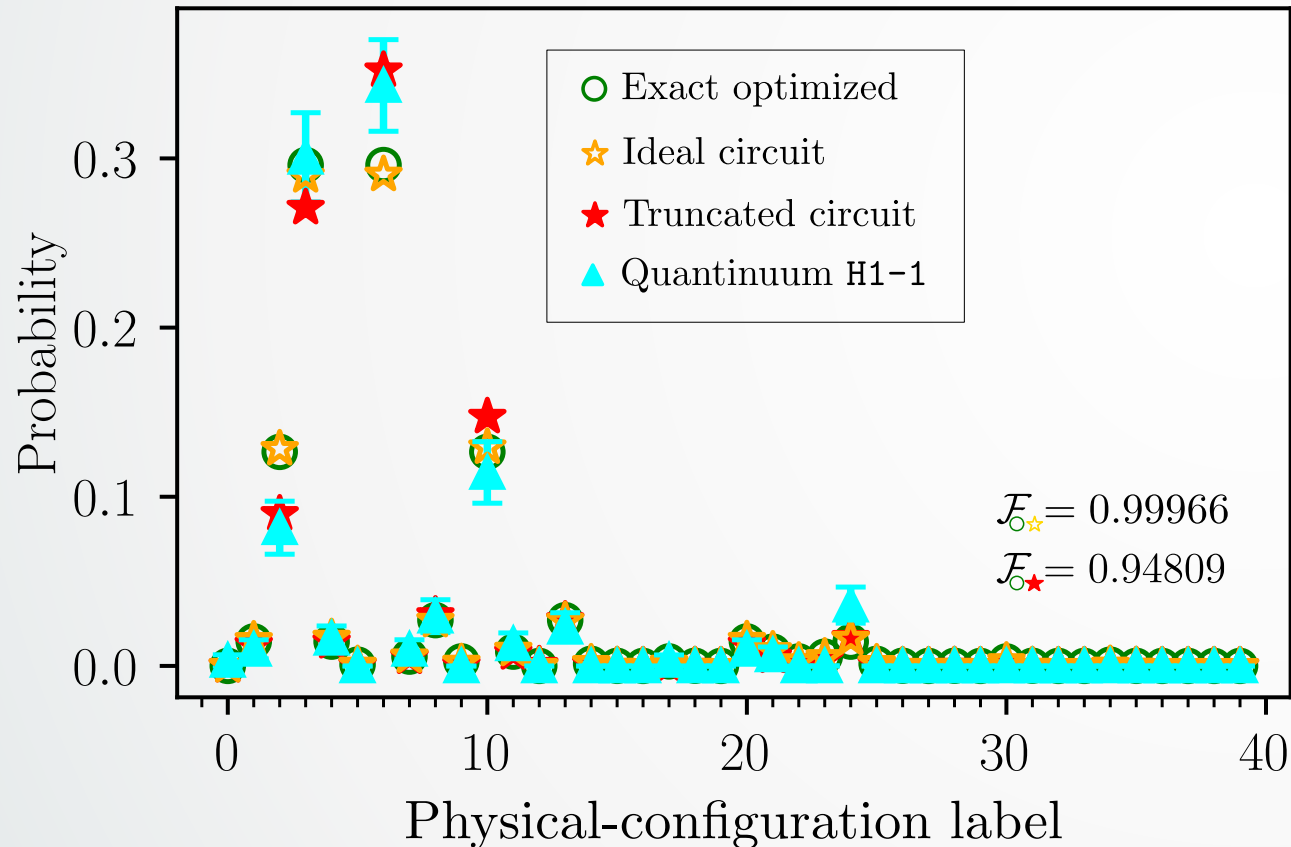 Exact optimized
Ideal circuit
Truncated circuit
Quantinuum H1-1
Probability
0.3
0.2
0.1
0.0
ℱ○☆ = 0.99966
ℱ○★ = 0.94809
0 10 20 30 40
Physical-configuration label